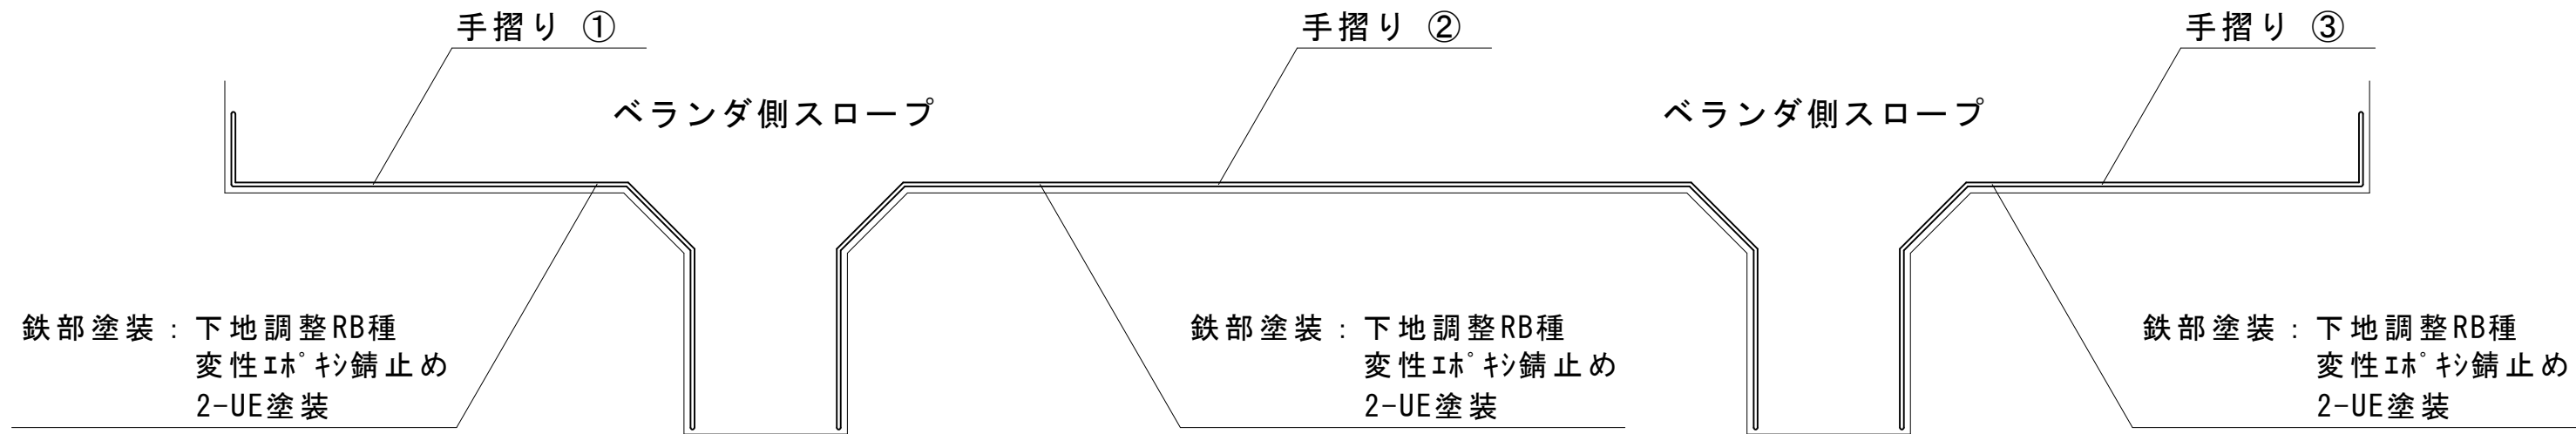 手摺り ①
手摺り ②
手摺り ③
ベランダ側スロープ
ベランダ側スロープ
鉄部塗装：下地調整RB種
変性ｴﾎﾟｷｼ錆止め
2-UE塗装
鉄部塗装：下地調整RB種
変性ｴﾎﾟｷｼ錆止め
2-UE塗装
鉄部塗装：下地調整RB種
変性ｴﾎﾟｷｼ錆止め
2-UE塗装